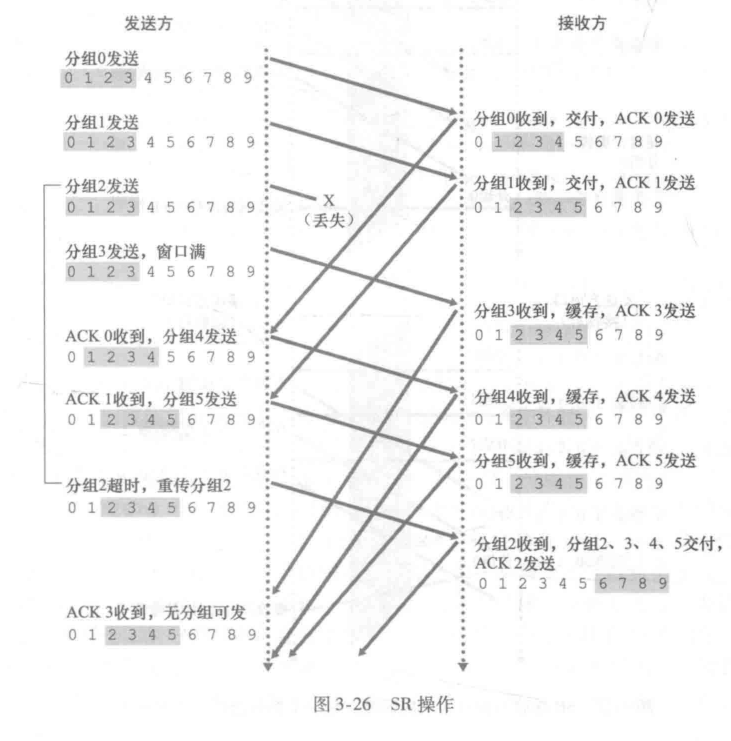 发送方
接收方
分组0发送
0 1 2 3 4 5 6 7 8 9
分组0收到，交付，ACK 0发送
0 1 2 3 4 5 6 7 8 9
分组1发送
0 1 2 3 4 5 6 7 8 9
分组1收到，交付，ACK 1发送
0 1 2 3 4 5 6 7 8 9
分组2发送
0 1 2 3 4 5 6 7 8 9
X
（丢失）
分组3发送，窗口满
0 1 2 3 4 5 6 7 8 9
分组3收到，缓存，ACK 3发送
0 1 2 3 4 5 6 7 8 9
ACK 0收到，分组4发送
0 1 2 3 4 5 6 7 8 9
分组4收到，缓存，ACK 4发送
0 1 2 3 4 5 6 7 8 9
ACK 1收到，分组5发送
0 1 2 3 4 5 6 7 8 9
分组5收到，缓存，ACK 5发送
0 1 2 3 4 5 6 7 8 9
分组2超时，重传分组2
0 1 2 3 4 5 6 7 8 9
分组2收到，分组2、3、4、5交付，
ACK 2发送
0 1 2 3 4 5 6 7 8 9
ACK 3收到，无分组可发
0 1 2 3 4 5 6 7 8 9
图 3-26 SR 操作